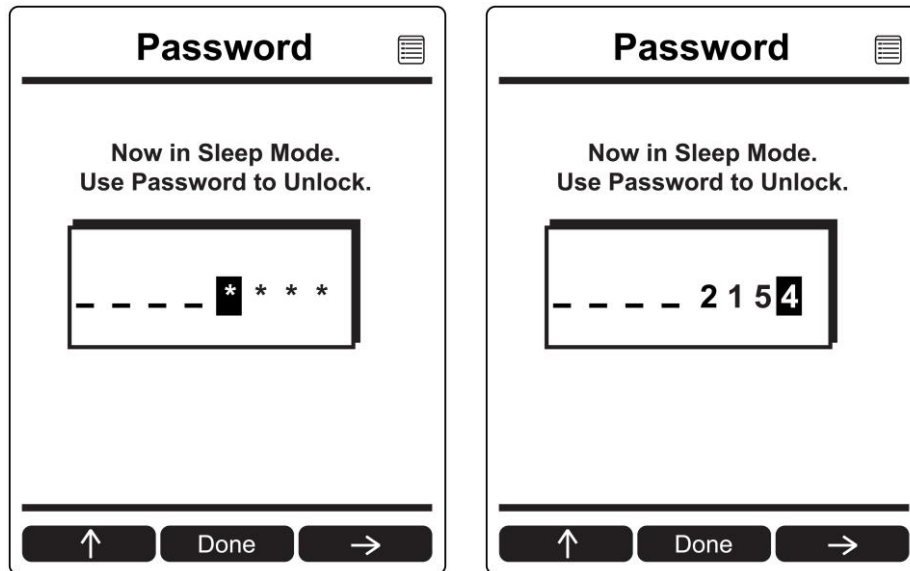 Password
Now in Sleep Mode.
Use Password to Unlock.
_ _ _ _ * * * *
↑ Done →
Password
Now in Sleep Mode.
Use Password to Unlock.
_ _ _ _ 2 1 5 4
↑ Done →